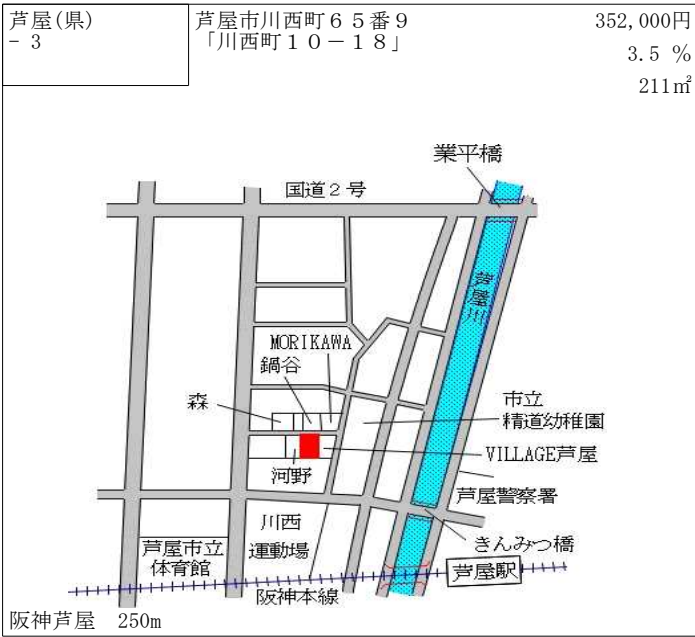 芦屋(県)
- 3
芦屋市川西町６５番９
「川西町１０－１８」
352,000円
3.5 %
211㎡
業平橋
国道２号
芦屋川
MORIKAWA
鍋谷
森
市立
精道幼稚園
VILLAGE芦屋
河野
芦屋警察署
川西
運動場
きんみつ橋
芦屋市立
体育館
芦屋駅
阪神本線
阪神芦屋　250m